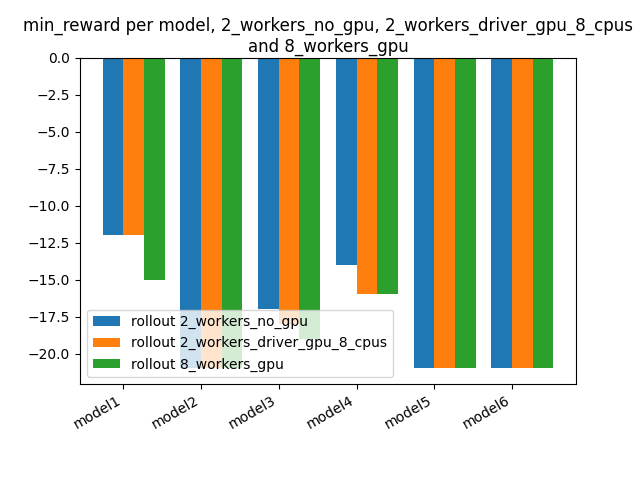 min_reward per model, 2_workers_no_gpu, 2_workers_driver_gpu_8_cpus
and 8_workers_gpu
0.0
−2.5
−5.0
−7.5
−10.0
−12.5
−15.0
−17.5
−20.0
rollout 2_workers_no_gpu
rollout 2_workers_driver_gpu_8_cpus
rollout 8_workers_gpu
model1
model2
model3
model4
model5
model6